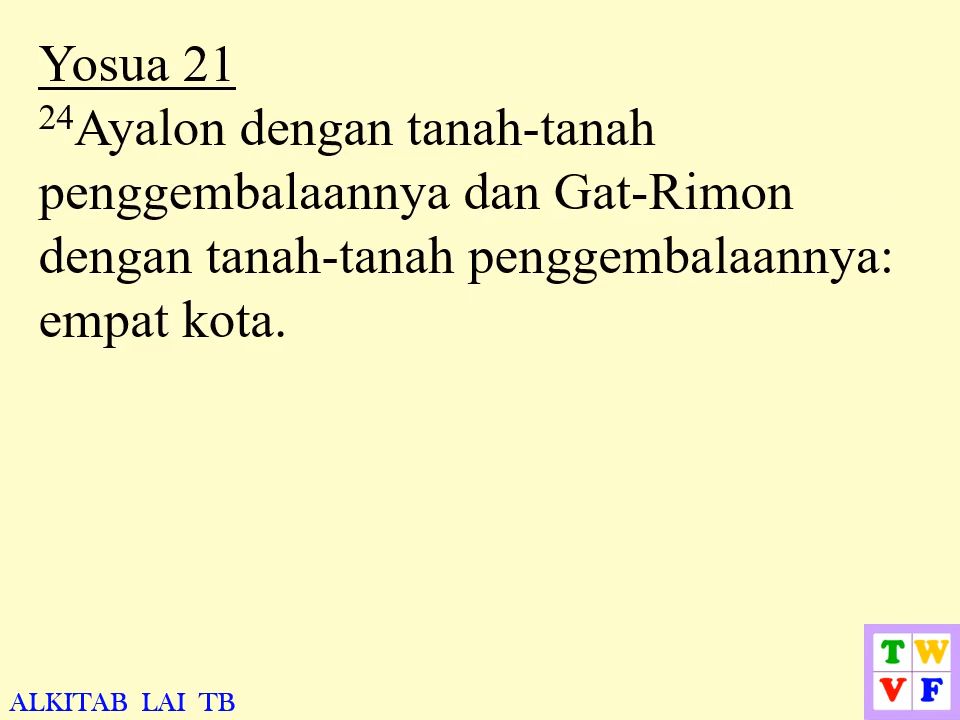 Yosua 21
24Ayalon dengan tanah-tanah
penggembalaannya dan Gat-Rimon
dengan tanah-tanah penggembalaannya:
empat kota.
T W
V F
ALKITAB LAI TB